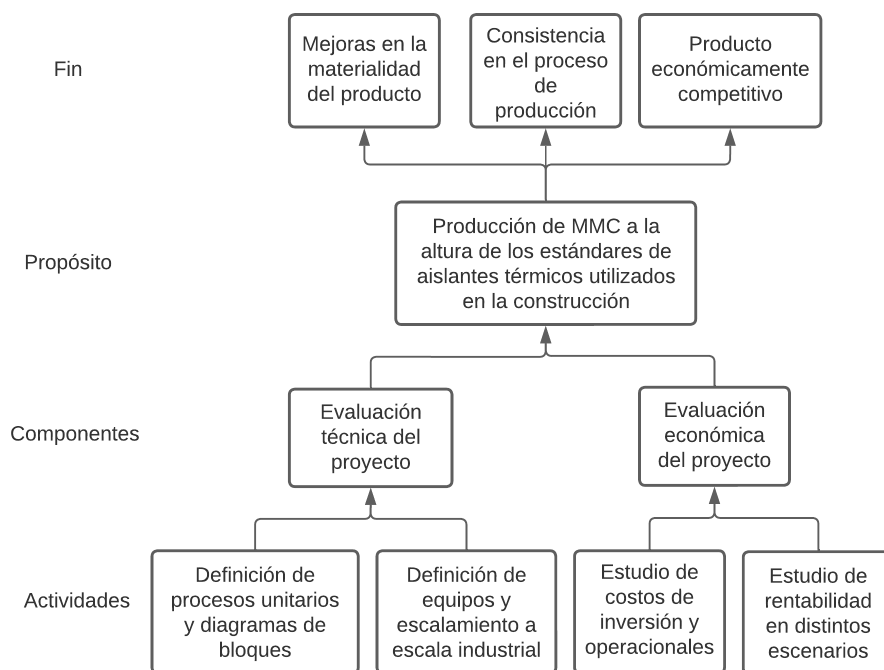 Fin
Mejoras en la
materialidad
del producto
Consistencia
en el proceso
de
producción
Producto
económicamente
competitivo
Propósito
Producción de MMC a la
altura de los estándares de
aislantes térmicos utilizados
en la construcción
Componentes
Evaluación
técnica del
proyecto
Evaluación
económica
del proyecto
Actividades
Definición de
procesos unitarios
y diagramas de
bloques
Definición de
equipos y
escalamiento a
escala industrial
Estudio de
costos de
inversión y
operacionales
Estudio de
rentabilidad
en distintos
escenarios